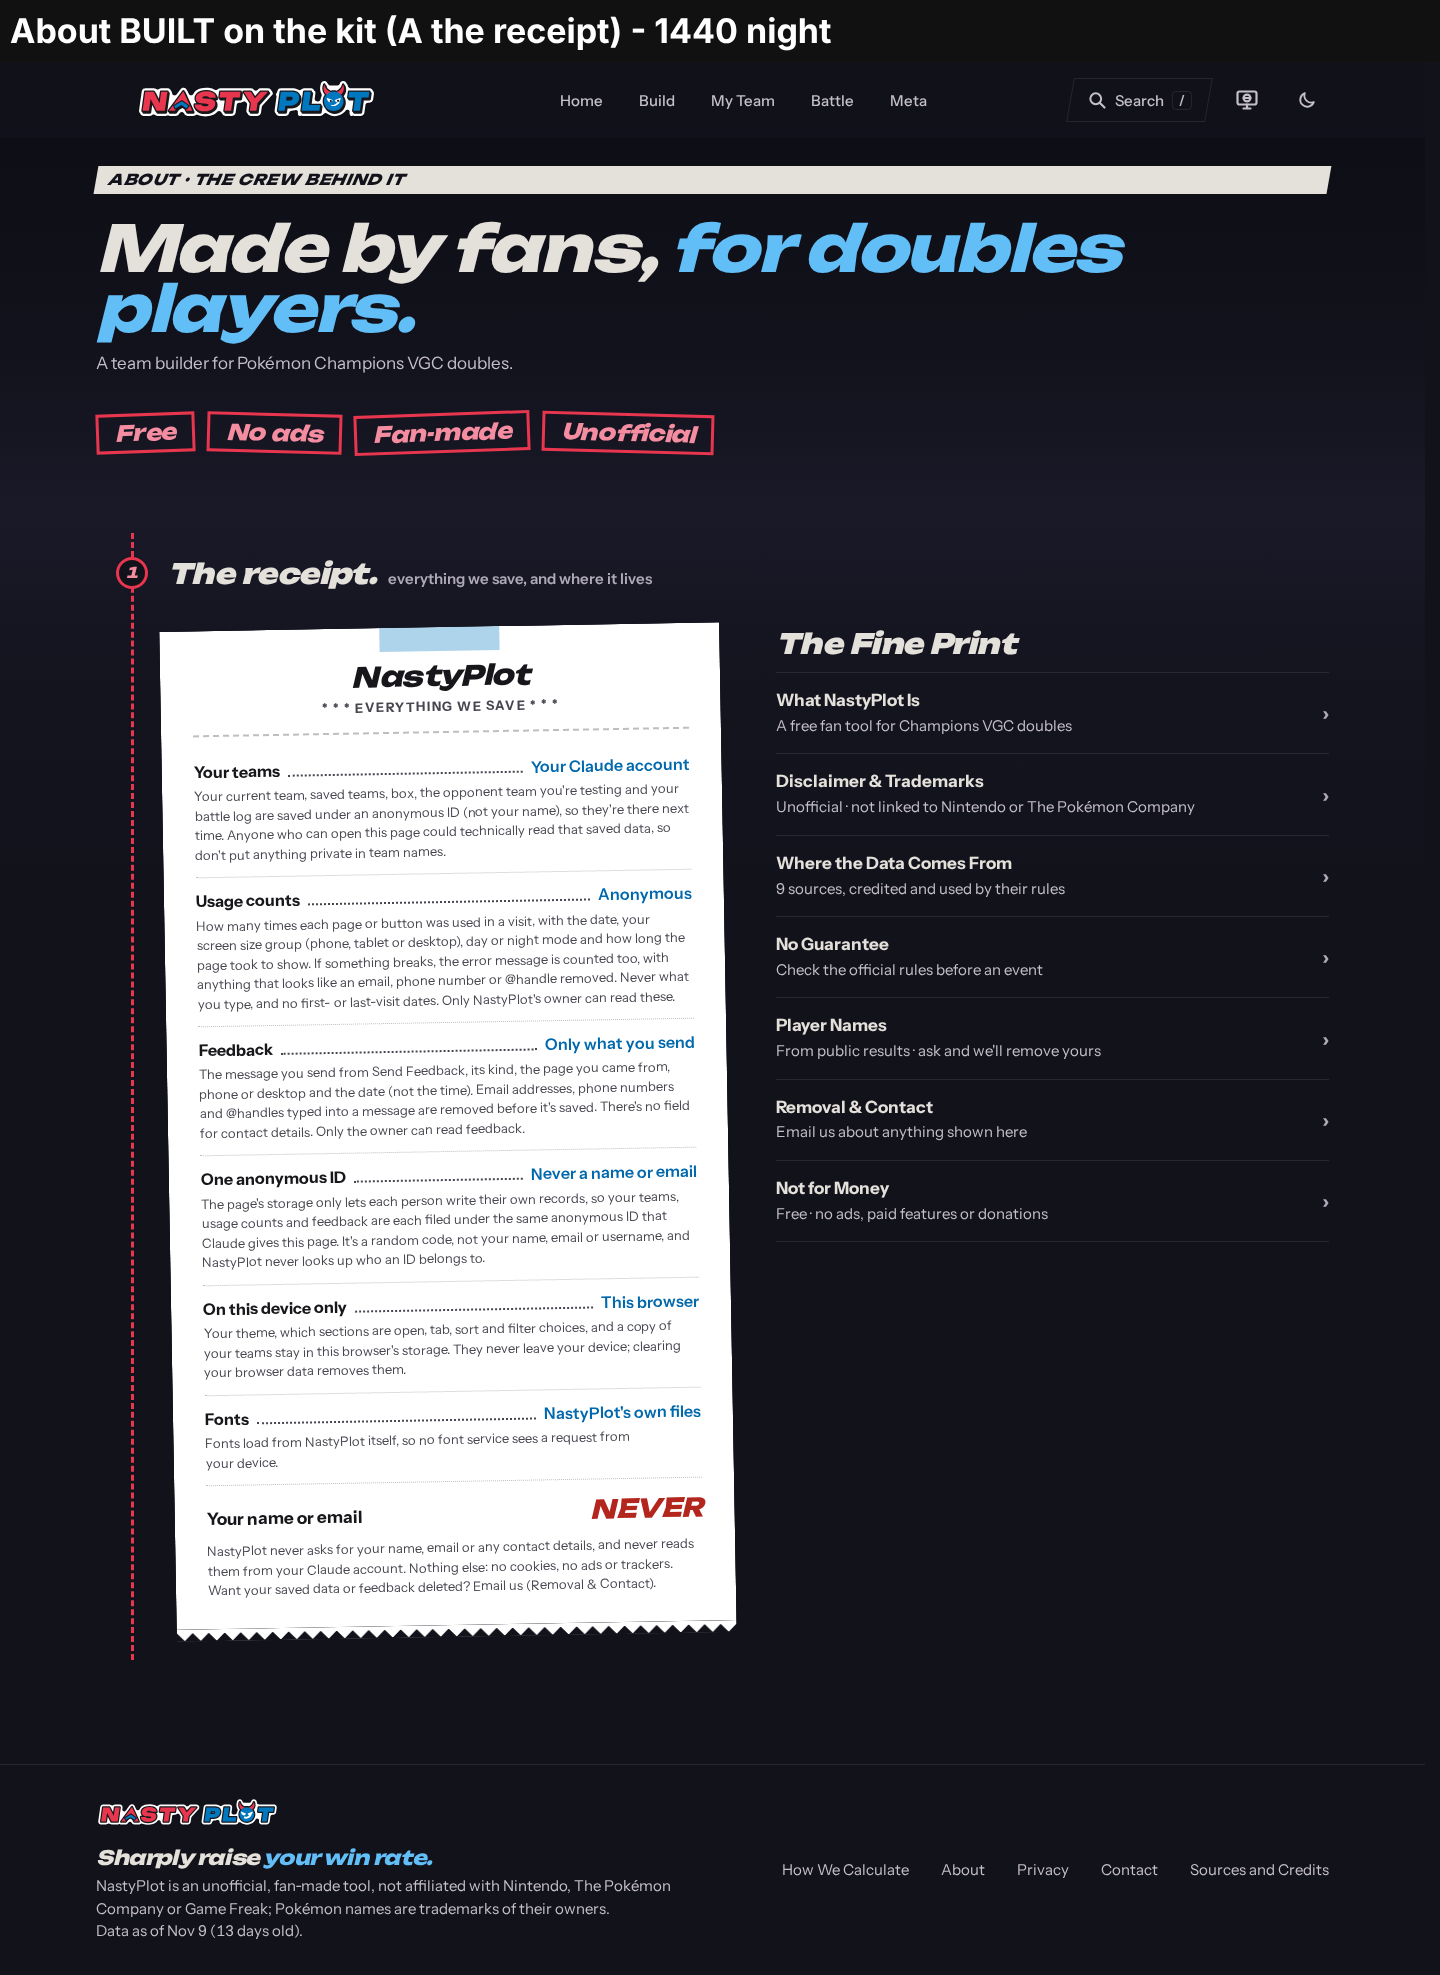 About BUILT on the kit (A the receipt) - 1440 night
NASTY PLOT
Home
Build
My Team
Battle
Meta
Search /
ABOUT · THE CREW BEHIND IT
Made by fans, for doubles
players.
A team builder for Pokémon Champions VGC doubles.
Free
No ads
Fan-made
Unofficial
1
The receipt. everything we save, and where it lives
NastyPlot
* * * EVERYTHING WE SAVE * * *
Your teams Your Claude account
Your current team, saved teams, box, the opponent team you're testing and your
battle log are saved under an anonymous ID (not your name), so they're there next
time. Anyone who can open this page could technically read that saved data, so
don't put anything private in team names.
Usage counts Anonymous
How many times each page or button was used in a visit, with the date, your
screen size group (phone, tablet or desktop), day or night mode and how long the
page took to show. If something breaks, the error message is counted too, with
anything that looks like an email, phone number or @handle removed. Never what
you type, and no first- or last-visit dates. Only NastyPlot's owner can read these.
Feedback Only what you send
The message you send from Send Feedback, its kind, the page you came from,
phone or desktop and the date (not the time). Email addresses, phone numbers
and @handles typed into a message are removed before it's saved. There's no field
for contact details. Only the owner can read feedback.
One anonymous ID Never a name or email
The page's storage only lets each person write their own records, so your teams,
usage counts and feedback are each filed under the same anonymous ID that
Claude gives this page. It's a random code, not your name, email or username, and
NastyPlot never looks up who an ID belongs to.
On this device only This browser
Your theme, which sections are open, tab, sort and filter choices, and a copy of
your teams stay in this browser's storage. They never leave your device; clearing
your browser data removes them.
Fonts NastyPlot's own files
Fonts load from NastyPlot itself, so no font service sees a request from
your device.
Your name or email NEVER
NastyPlot never asks for your name, email or any contact details, and never reads
them from your Claude account. Nothing else: no cookies, no ads or trackers.
Want your saved data or feedback deleted? Email us (Removal & Contact).
The Fine Print
What NastyPlot Is
A free fan tool for Champions VGC doubles
›
Disclaimer & Trademarks
Unofficial · not linked to Nintendo or The Pokémon Company
›
Where the Data Comes From
9 sources, credited and used by their rules
›
No Guarantee
Check the official rules before an event
›
Player Names
From public results · ask and we'll remove yours
›
Removal & Contact
Email us about anything shown here
›
Not for Money
Free · no ads, paid features or donations
›
NASTY PLOT
Sharply raise your win rate.
NastyPlot is an unofficial, fan-made tool, not affiliated with Nintendo, The Pokémon
Company or Game Freak; Pokémon names are trademarks of their owners.
Data as of Nov 9 (13 days old).
How We Calculate
About
Privacy
Contact
Sources and Credits